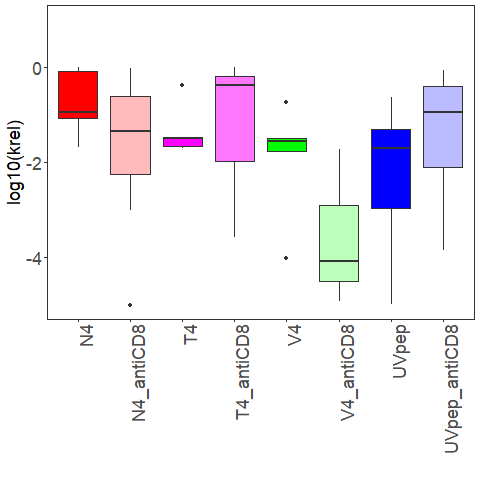 log10(krel)
0
-2
-4
N4
N4_antiCD8
T4
T4_antiCD8
V4
V4_antiCD8
UVpep
UVpep_antiCD8